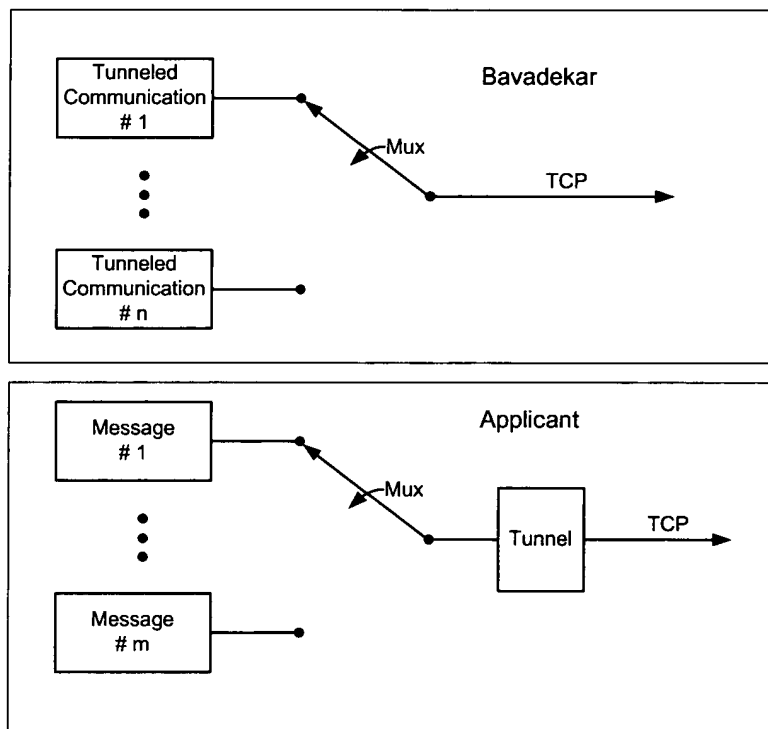 Bavadekar
Tunneled
Communication
# 1
Mux
TCP
Tunneled
Communication
# n
Applicant
Message
# 1
Mux
Tunnel
TCP
Message
# m